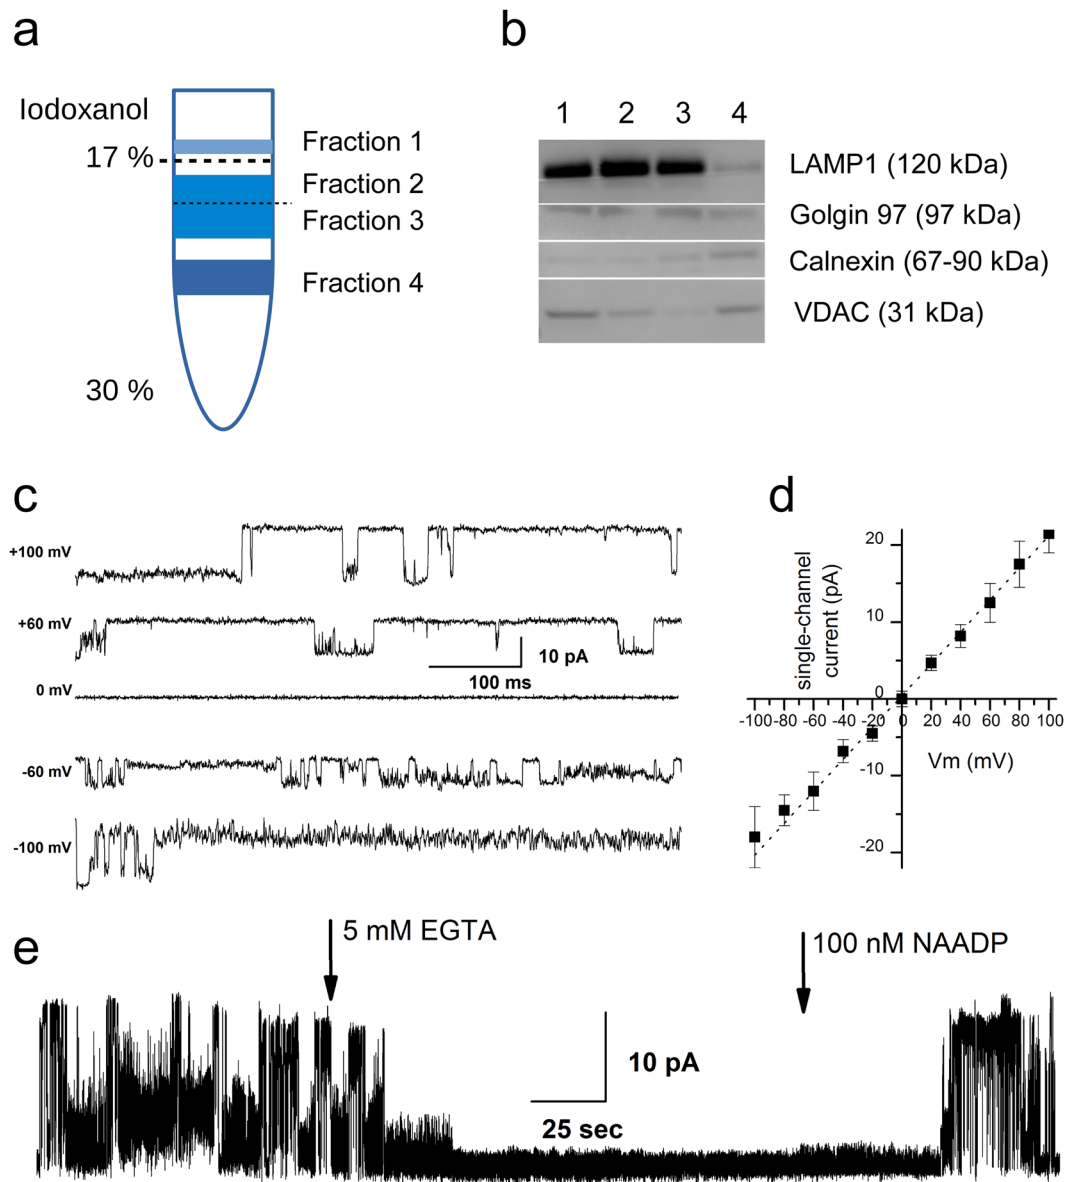 a
Iodoxanol
17 %
30 %
Fraction 1
Fraction 2
Fraction 3
Fraction 4
b
1 2 3 4
LAMP1 (120 kDa)
Golgin 97 (97 kDa)
Calnexin (67-90 kDa)
VDAC (31 kDa)
c
+100 mV
+60 mV
10 pA
100 ms
0 mV
-60 mV
-100 mV
d
single-channel
current (pA)
20
10
0
-10
-20
-100 -80 -60 -40 -20 0 20 40 60 80 100
Vm (mV)
e
5 mM EGTA
100 nM NAADP
10 pA
25 sec